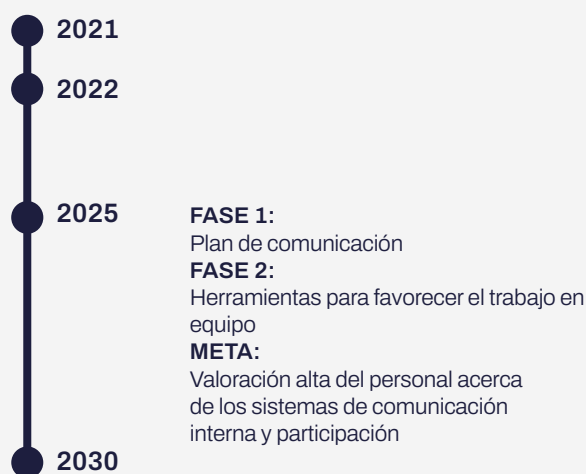 2021
2022
2025
FASE 1:
Plan de comunicación
FASE 2:
Herramientas para favorecer el trabajo en
equipo
META:
Valoración alta del personal acerca
de los sistemas de comunicación
interna y participación
2030